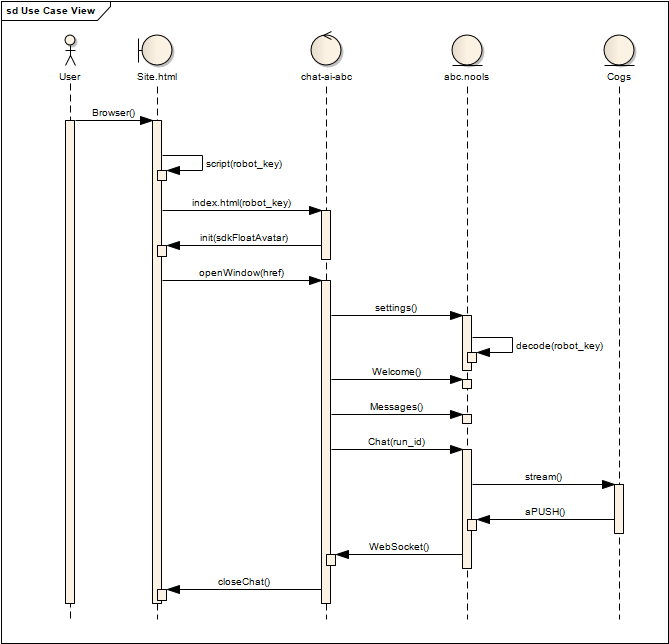 sd Use Case View
User
Site.html
chat-ai-abc
abc.nools
Cogs
Browser()
script(robot_key)
index.html(robot_key)
init(sdkFloatAvatar)
openWindow(href)
settings()
decode(robot_key)
Welcome()
Messages()
Chat(run_id)
stream()
aPUSH()
WebSocket()
closeChat()